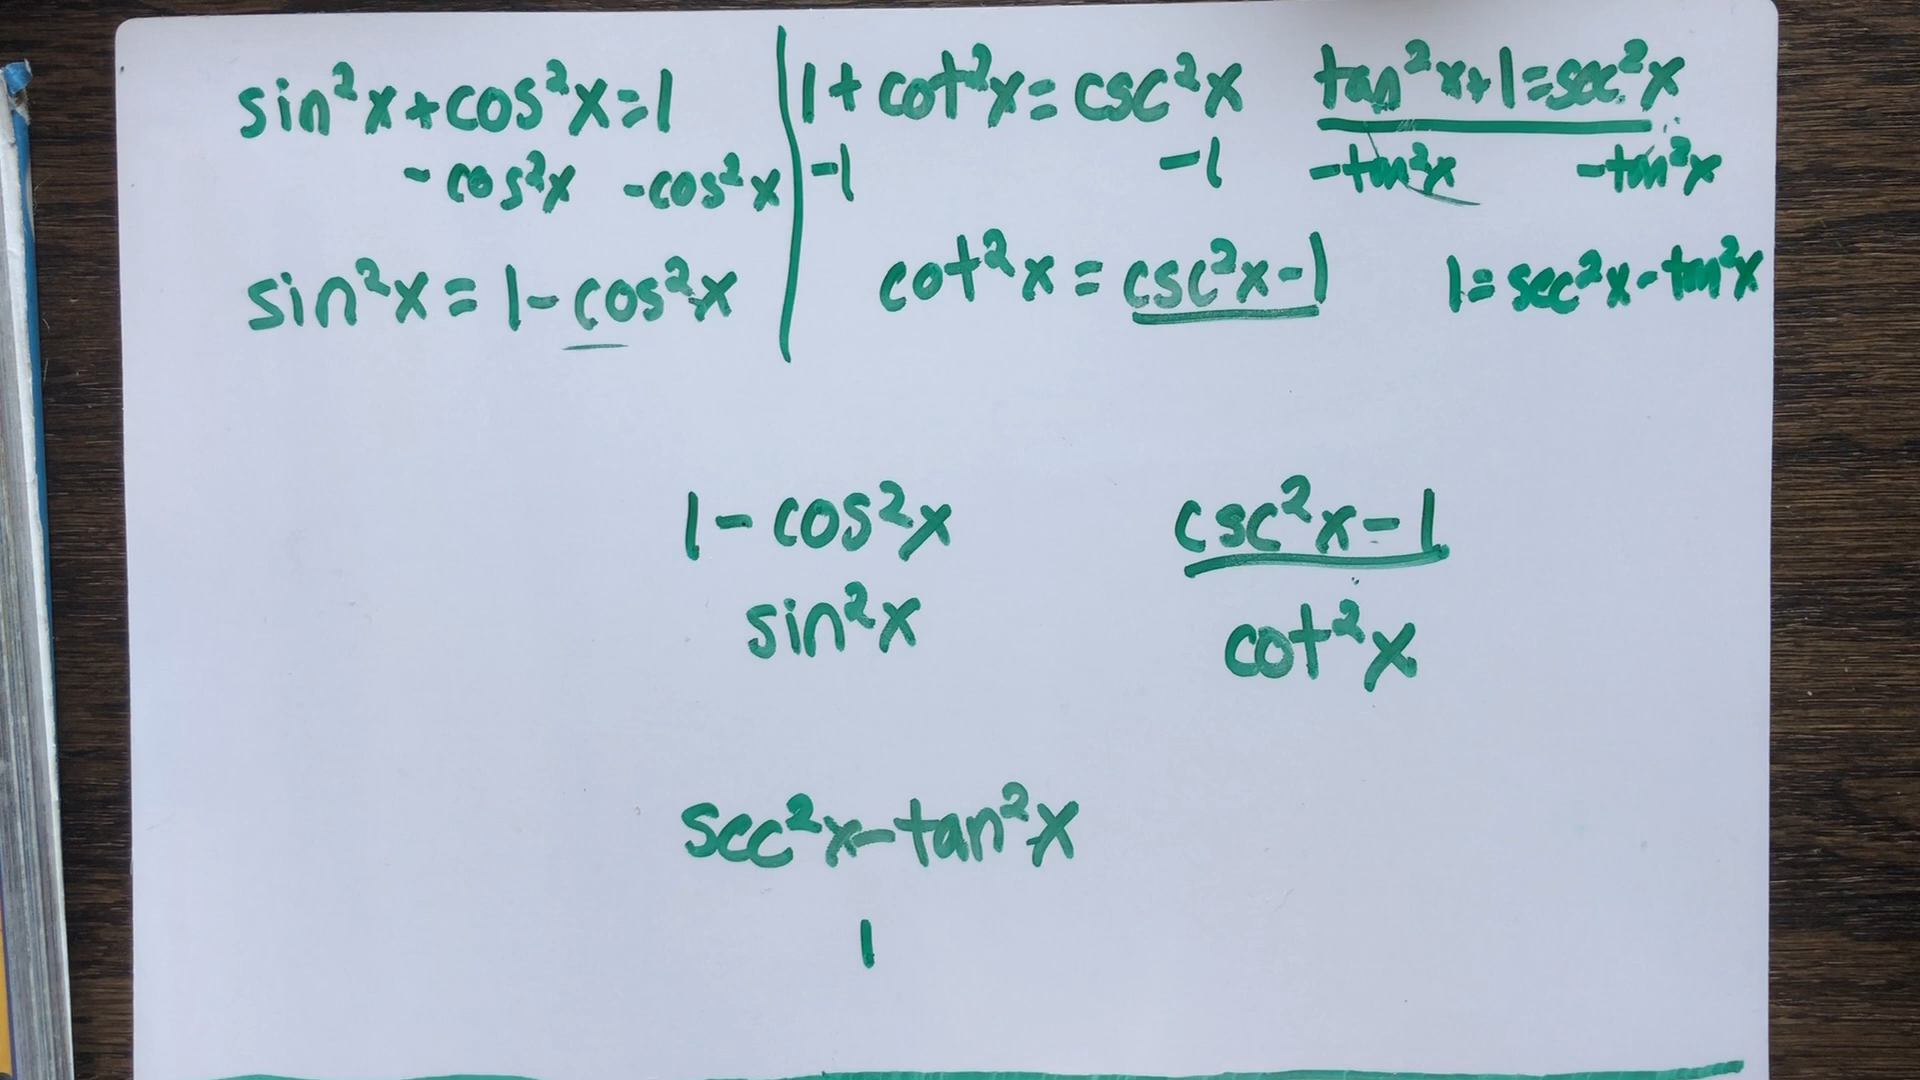 sin²x+cos²x=1
-cos²x -cos²x
sin²x=1-cos²x
1+cot²x=csc²x
-1 -1
cot²x=csc²x-1
tan²x+1=sec²x
-tan²x -tan²x
1=sec²x-tan²x
1-cos²x
sin²x
csc²x-1
cot²x
sec²x-tan²x
1